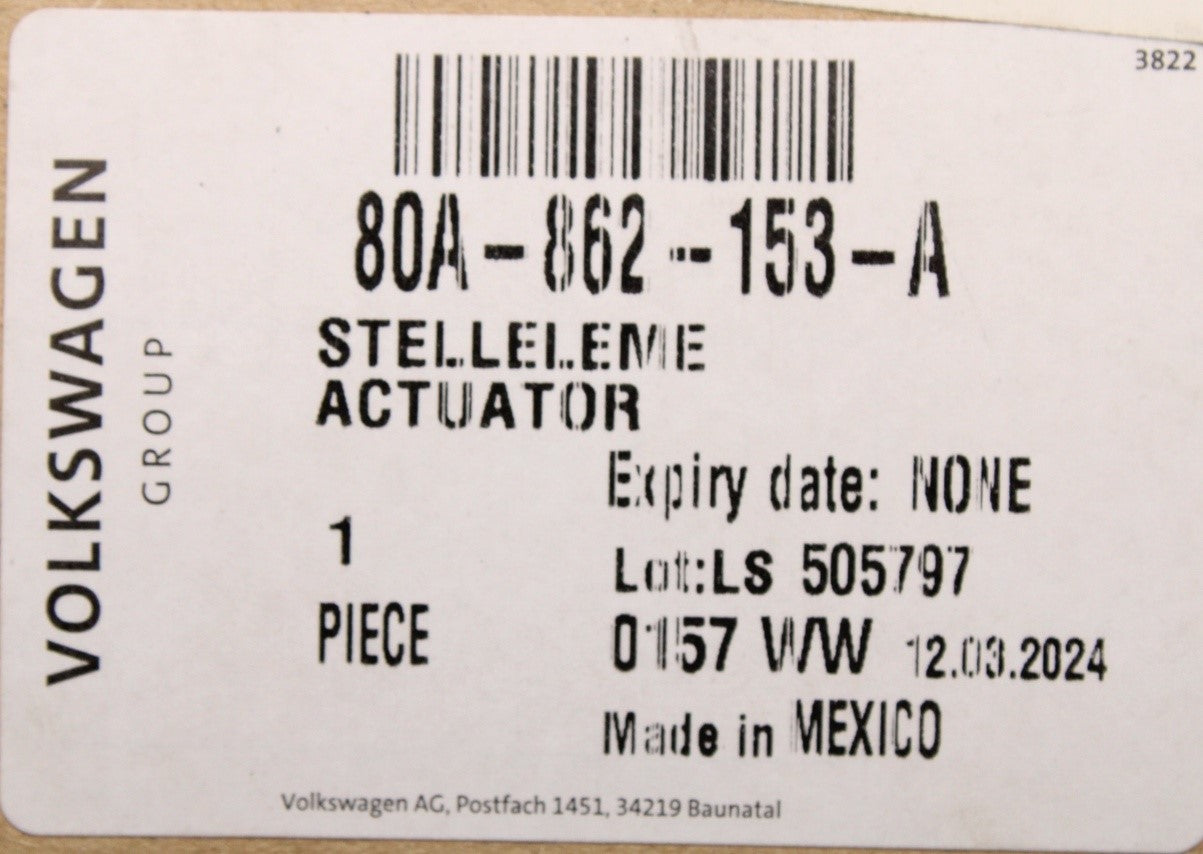 3822
VOLKSWAGEN
GROUP
80A-862-153-A
STELLELEME
ACTUATOR
Expiry date: NONE
1
Lot:LS 505797
PIECE
0157 WW 12.03.2024
Made in MEXICO
Volkswagen AG, Postfach 1451, 34219 Baunatal